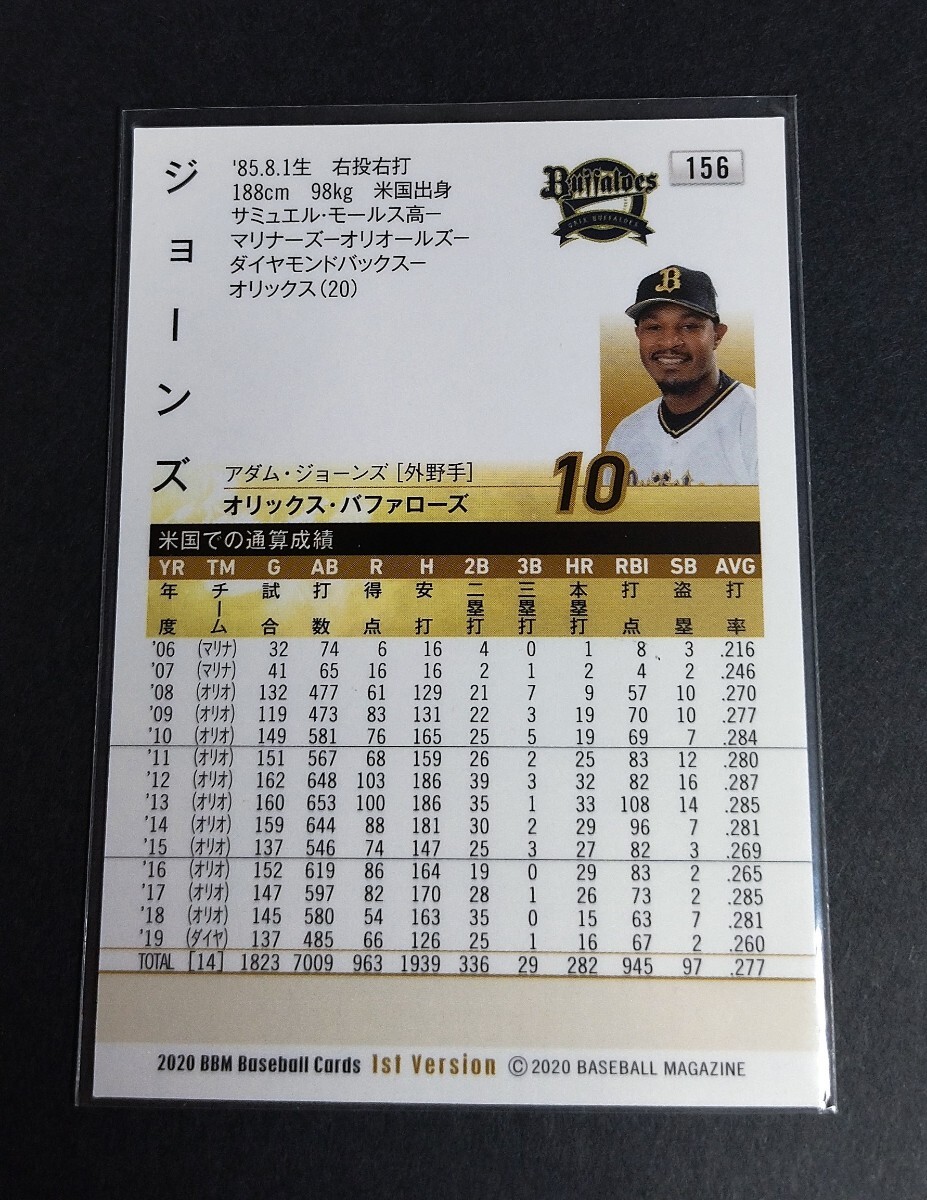 ジョーンズ
'85.8.1生 右投右打
188cm 98kg 米国出身
サミュエル・モールス高ー
マリナーズーオリオールズー
ダイヤモンドバックスー
オリックス(20)
Buffaloes
ORIX BUFFALOES
156
B
アダム・ジョーンズ [外野手]
オリックス・バファローズ
10
米国での通算成績
YR TM G AB R H 2B 3B HR RBI SB AVG
年度 チーム 試合 打数 得点 安打 二塁打 三塁打 本塁打 打点 盗塁 打率
'06 (マリナ) 32 74 6 16 4 0 1 8 3 .216
'07 (マリナ) 41 65 16 16 2 1 2 4 2 .246
'08 (オリオ) 132 477 61 129 21 7 9 57 10 .270
'09 (オリオ) 119 473 83 131 22 3 19 70 10 .277
'10 (オリオ) 149 581 76 165 25 5 19 69 7 .284
'11 (オリオ) 151 567 68 159 26 2 25 83 12 .280
'12 (オリオ) 162 648 103 186 39 3 32 82 16 .287
'13 (オリオ) 160 653 100 186 35 1 33 108 14 .285
'14 (オリオ) 159 644 88 181 30 2 29 96 7 .281
'15 (オリオ) 137 546 74 147 25 3 27 82 3 .269
'16 (オリオ) 152 619 86 164 19 0 29 83 2 .265
'17 (オリオ) 147 597 82 170 28 1 26 73 2 .285
'18 (オリオ) 145 580 54 163 35 0 15 63 7 .281
'19 (ダイヤ) 137 485 66 126 25 1 16 67 2 .260
TOTAL [14] 1823 7009 963 1939 336 29 282 945 97 .277
2020 BBM Baseball Cards 1st Version © 2020 BASEBALL MAGAZINE